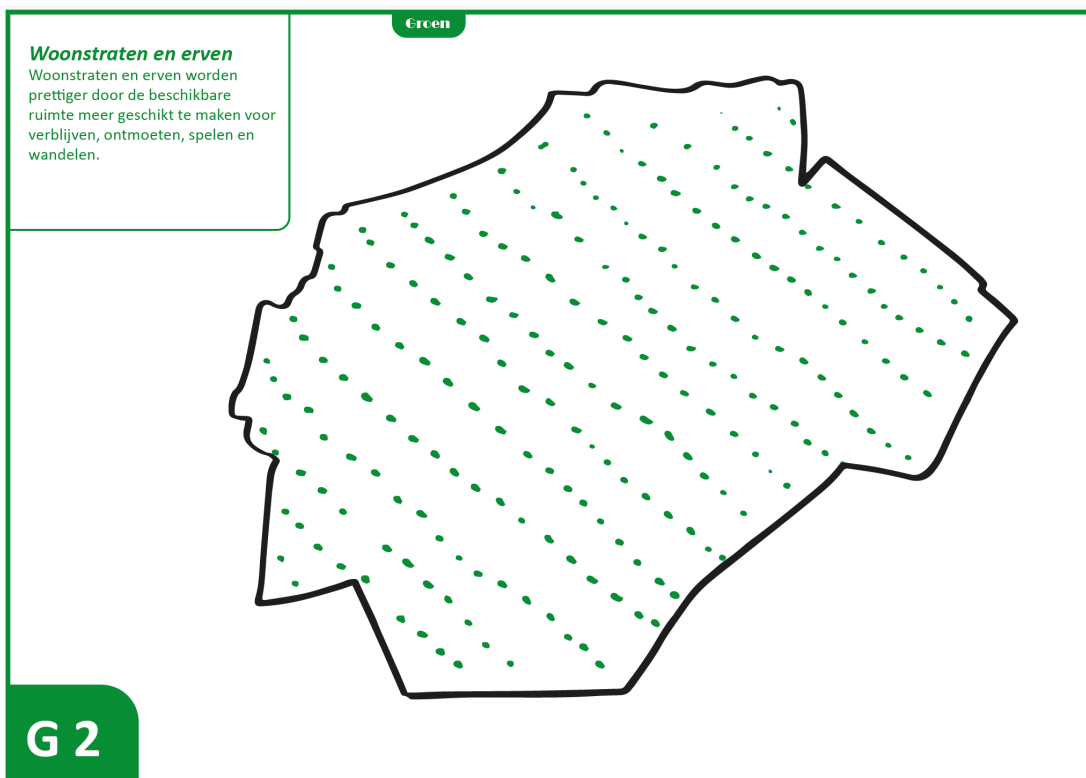 Groen
Woonstraten en erven
Woonstraten en erven worden
prettiger door de beschikbare
ruimte meer geschikt te maken voor
verblijven, ontmoeten, spelen en
wandelen.
G 2